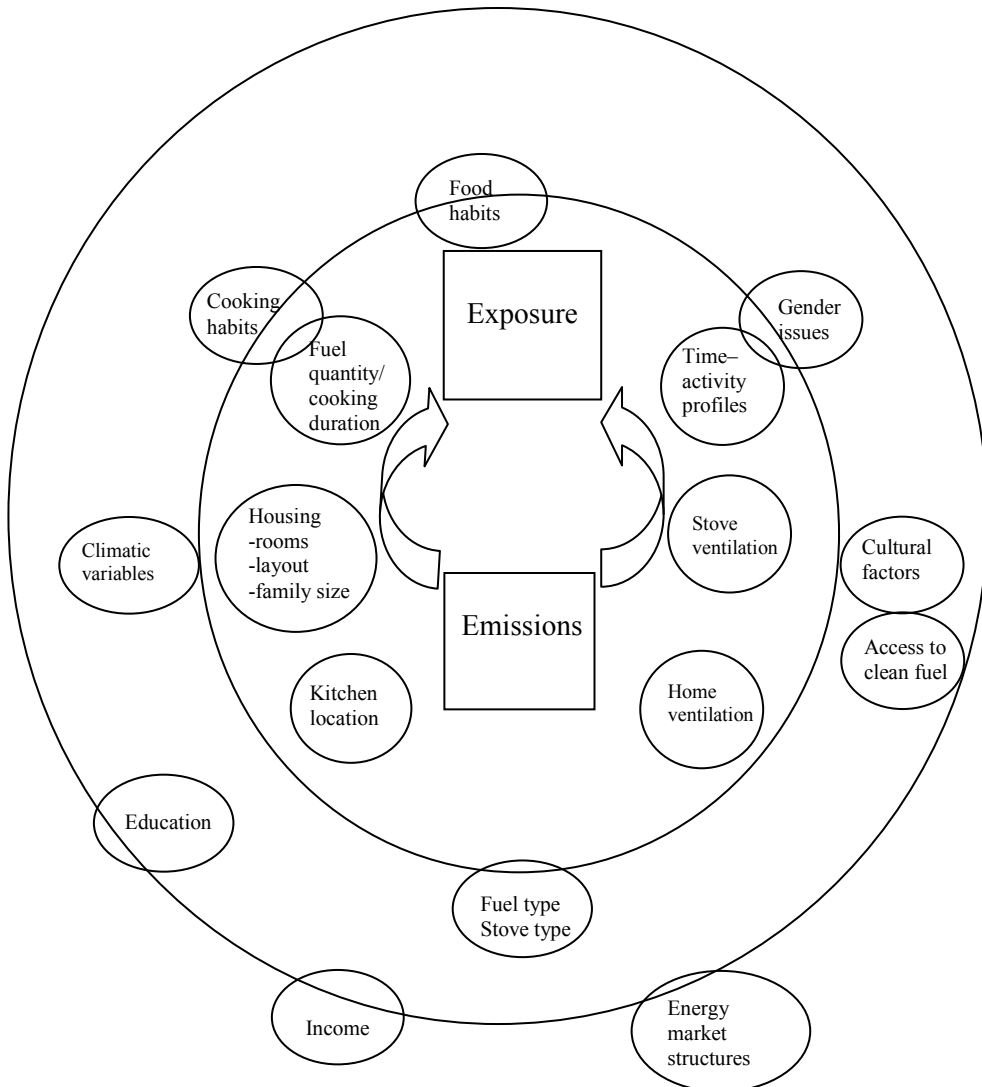 Food
habits
Cooking
habits
Exposure
Gender
issues
Fuel
quantity/
cooking
duration
Time–
activity
profiles
Climatic
variables
Housing
-rooms
-layout
-family size
Stove
ventilation
Cultural
factors
Emissions
Access to
clean fuel
Kitchen
location
Home
ventilation
Education
Fuel type
Stove type
Income
Energy
market
structures